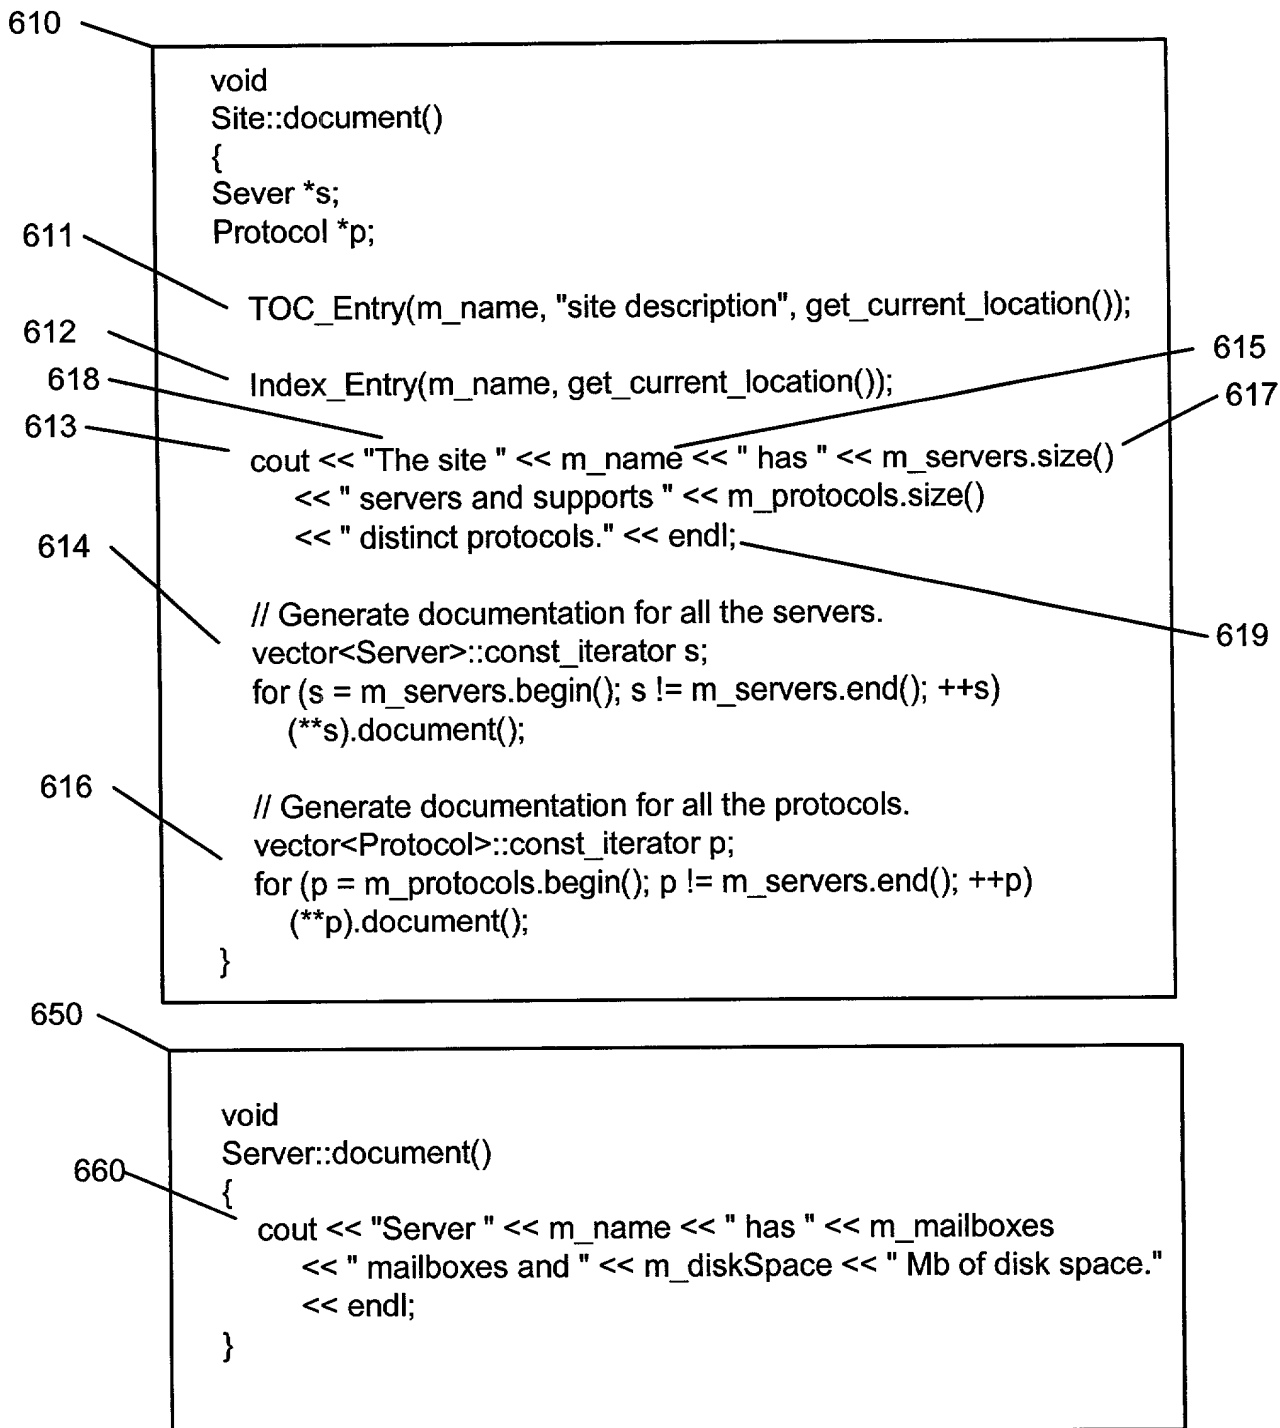 610
void
Site::document()
{
Sever *s;
Protocol *p;
611
TOC_Entry(m_name, "site description", get_current_location());
612
615
618
Index_Entry(m_name, get_current_location());
617
613
cout << "The site " << m_name << " has " << m_servers.size()
<< " servers and supports " << m_protocols.size()
<< " distinct protocols." << endl;
614
// Generate documentation for all the servers.
619
vector<Server>::const_iterator s;
for (s = m_servers.begin(); s != m_servers.end(); ++s)
(**s).document();
616
// Generate documentation for all the protocols.
vector<Protocol>::const_iterator p;
for (p = m_protocols.begin(); p != m_servers.end(); ++p)
(**p).document();
}
650
void
Server::document()
660
{
cout << "Server " << m_name << " has " << m_mailboxes
<< " mailboxes and " << m_diskSpace << " Mb of disk space."
<< endl;
}